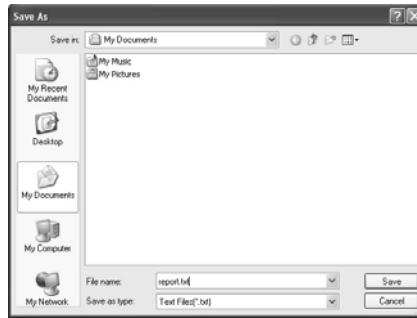 Save As
Save in:
My Documents
My Music
My Pictures
My Recent
Documents
Desktop
My Documents
My Computer
My Network
File name:
report.txt
Save
Save as type:
Text Files(*.txt)
Cancel